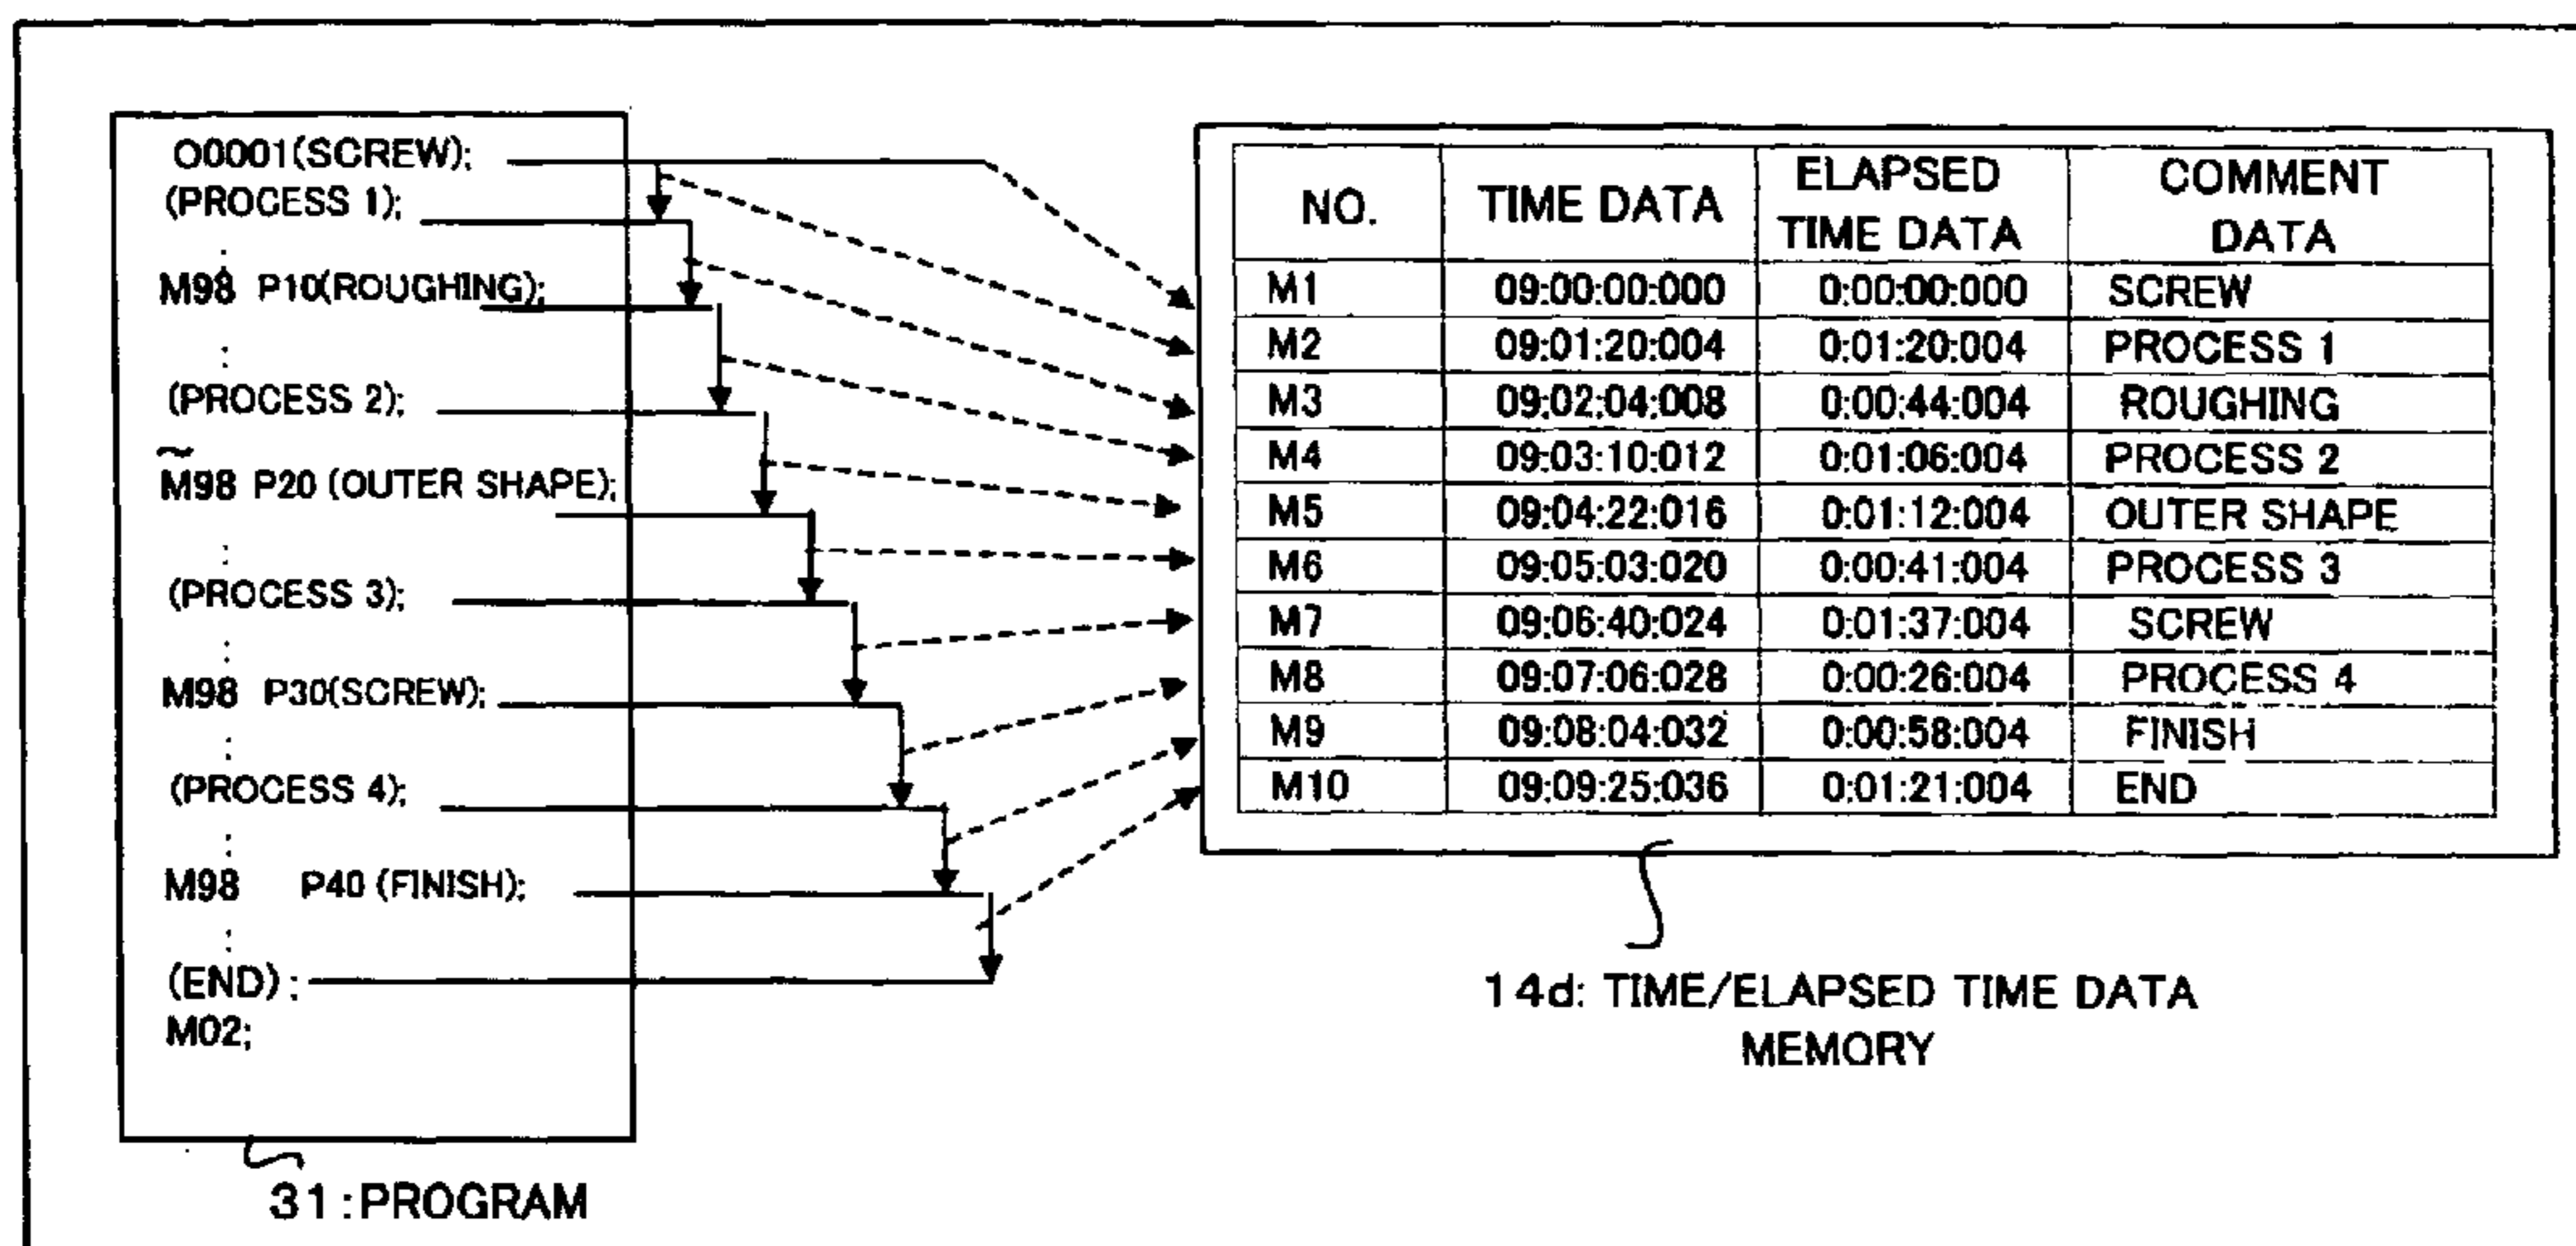 O0001(SCREW);
(PROCESS 1);
:
M98 P10(ROUGHING);
:
(PROCESS 2);
~
M98 P20 (OUTER SHAPE);
:
(PROCESS 3);
:
M98 P30(SCREW);
:
(PROCESS 4);
:
M98 P40 (FINISH);
:
(END) ;
M02;
31:PROGRAM
NO. TIME DATA ELAPSED TIME DATA COMMENT DATA
M1 09:00:00:000 0:00:00:000 SCREW
M2 09:01:20:004 0:01:20:004 PROCESS 1
M3 09:02:04:008 0:00:44:004 ROUGHING
M4 09:03:10:012 0:01:06:004 PROCESS 2
M5 09:04:22:016 0:01:12:004 OUTER SHAPE
M6 09:05:03:020 0:00:41:004 PROCESS 3
M7 09:06:40:024 0:01:37:004 SCREW
M8 09:07:06:028 0:00:26:004 PROCESS 4
M9 09:08:04:032 0:00:58:004 FINISH
M10 09:09:25:036 0:01:21:004 END
14d: TIME/ELAPSED TIME DATA
MEMORY